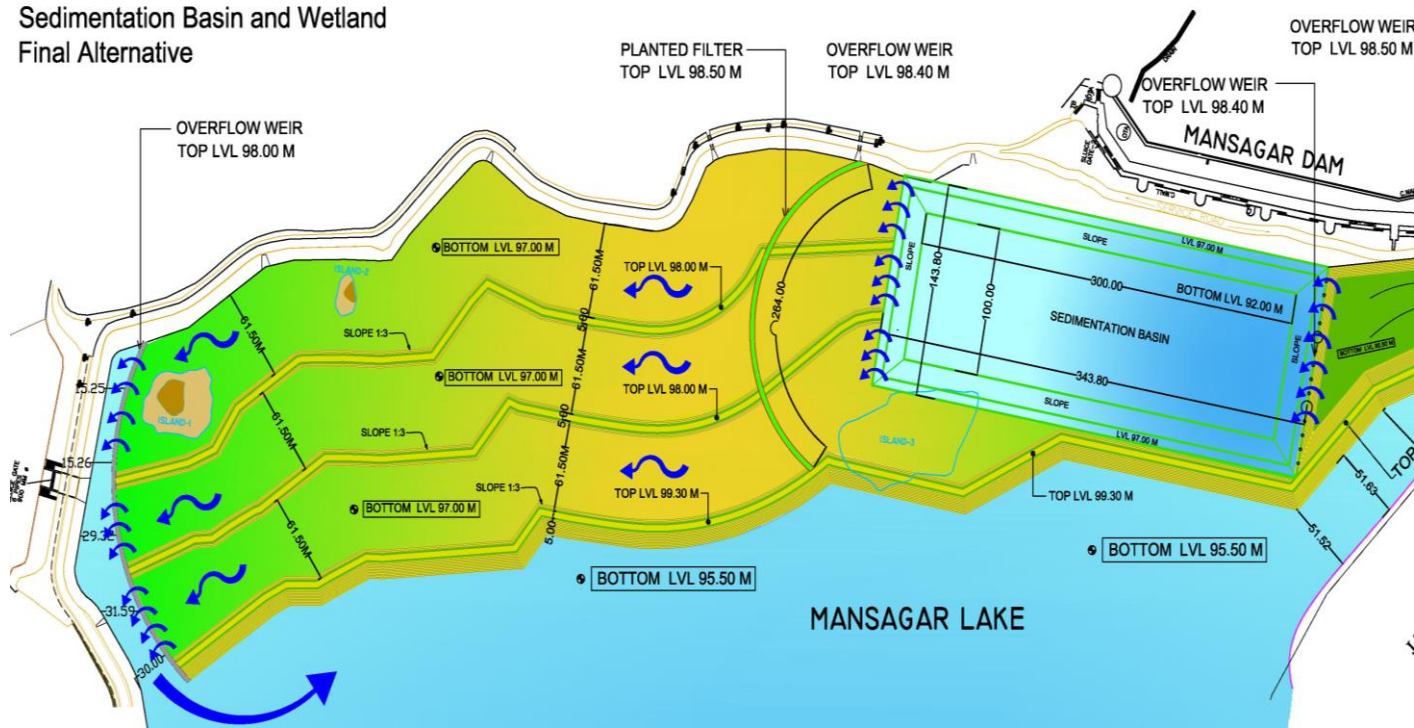 Sedimentation Basin and Wetland
Final Alternative
OVERFLOW WEIR
TOP LVL 98.00 M
PLANTED FILTER
TOP LVL 98.50 M
OVERFLOW WEIR
TOP LVL 98.40 M
OVERFLOW WEIR
TOP LVL 98.50 M
OVERFLOW WEIR
TOP LVL 98.40 M
MANSAGAR DAM
SERVICE ROAD
BOTTOM LVL 97.00 M
ISLAND-2
61.50M
TOP LVL 98.00 M
264.00
SLOPE
143.80
100.00
SLOPE
LVL 97.00 M
300.00
BOTTOM LVL 92.00 M
SEDIMENTATION BASIN
SLOPE
343.80
SLOPE
LVL 97.00 M
61.50M
SLOPE 1:3
5.00
61.50M
BOTTOM LVL 97.00 M
TOP LVL 98.00 M
15.25
ISLAND-1
61.50M
SLOPE 1:3
5.00
61.50M
ISLAND-3
15.26
SLOPE 1:3
TOP LVL 99.30 M
TOP LVL 99.30 M
BOTTOM LVL 97.00 M
61.50M
5.00
29.32
51.63
51.52
TOP
BOTTOM LVL 95.50 M
BOTTOM LVL 95.50 M
31.59
MANSAGAR LAKE
30.00